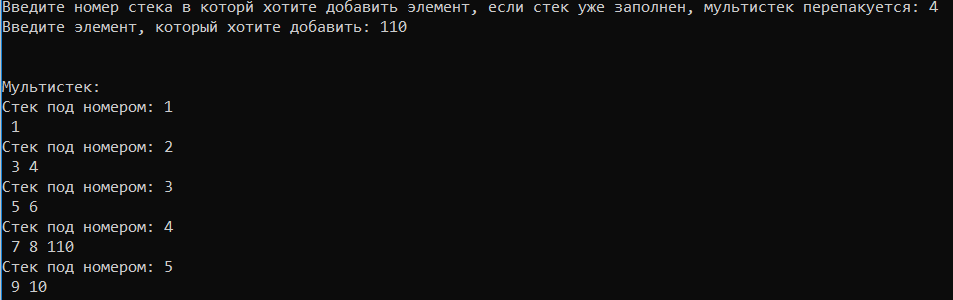 Введите номер стека в которй хотите добавить элемент, если стек уже заполнен, мультистек перепакуется: 4
Введите элемент, который хотите добавить: 110
Мультистек:
Стек под номером: 1
1
Стек под номером: 2
3 4
Стек под номером: 3
5 6
Стек под номером: 4
7 8 110
Стек под номером: 5
9 10